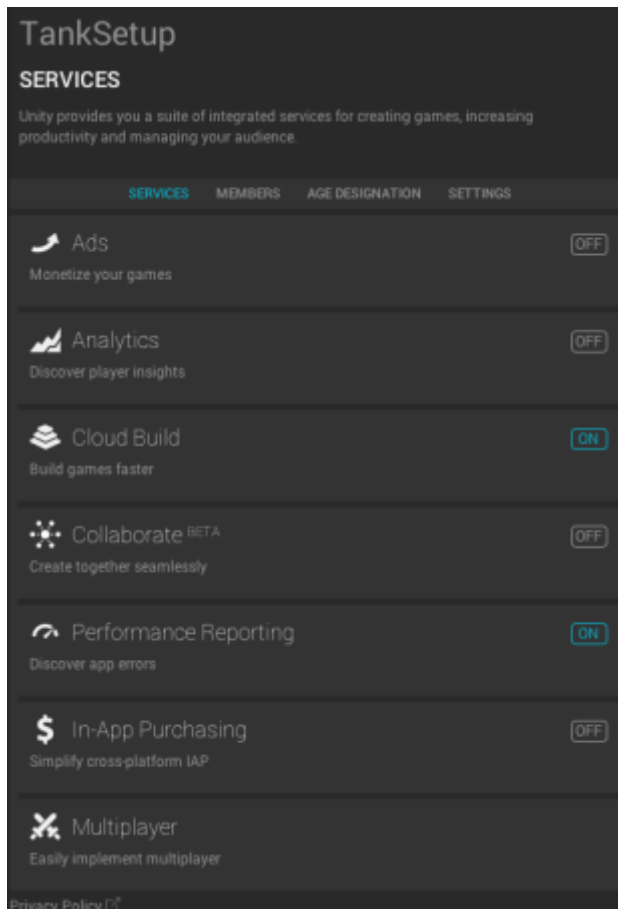 TankSetup
SERVICES
Unity provides you a suite of integrated services for creating games, increasing
productivity and managing your audience.
SERVICES MEMBERS AGE DESIGNATION SETTINGS
Ads OFF
Monetize your games
Analytics OFF
Discover player insights
Cloud Build ON
Build games faster
Collaborate BETA OFF
Create together seamlessly
Performance Reporting ON
Discover app errors
$ In-App Purchasing OFF
Simplify cross-platform IAP
Multiplayer
Easily implement multiplayer
Privacy Policy